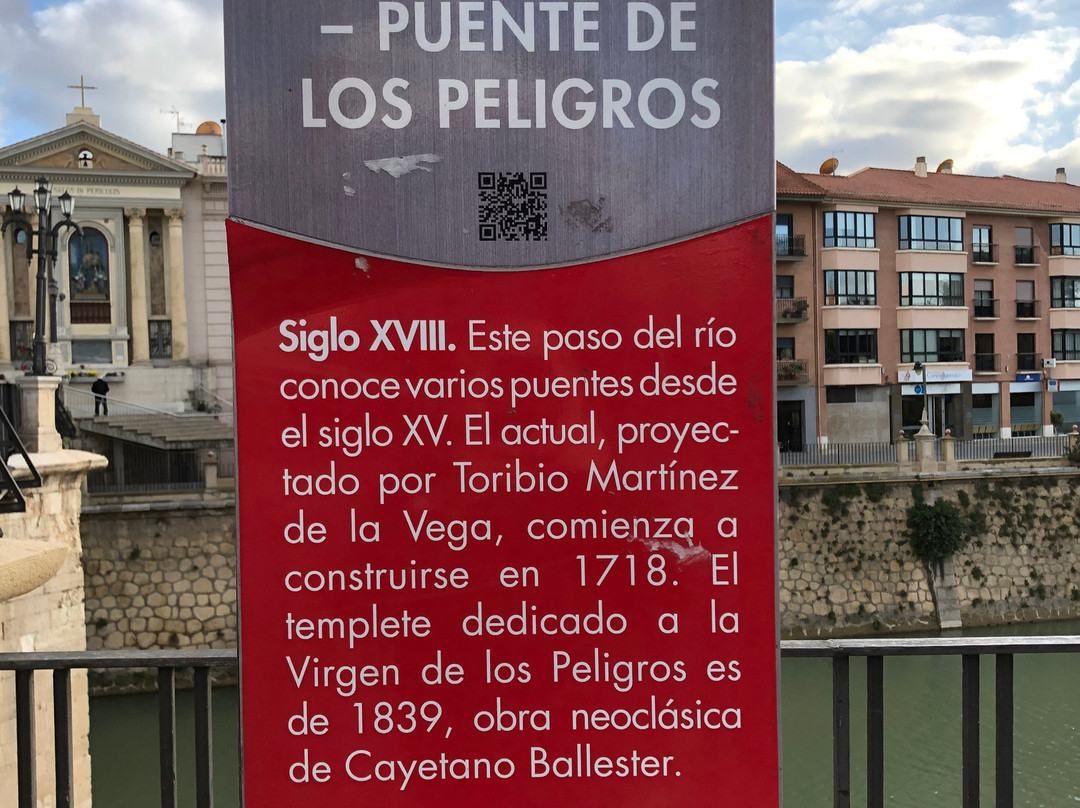 – PUENTE DE
LOS PELIGROS
Siglo XVIII. Este paso del río
conoce varios puentes desde
el siglo XV. El actual, proyec-
tado por Toribio Martínez
de la Vega, comienza a
construirse en 1718. El
templete dedicado a la
Virgen de los Peligros es
de 1839, obra neoclásica
de Cayetano Ballester.